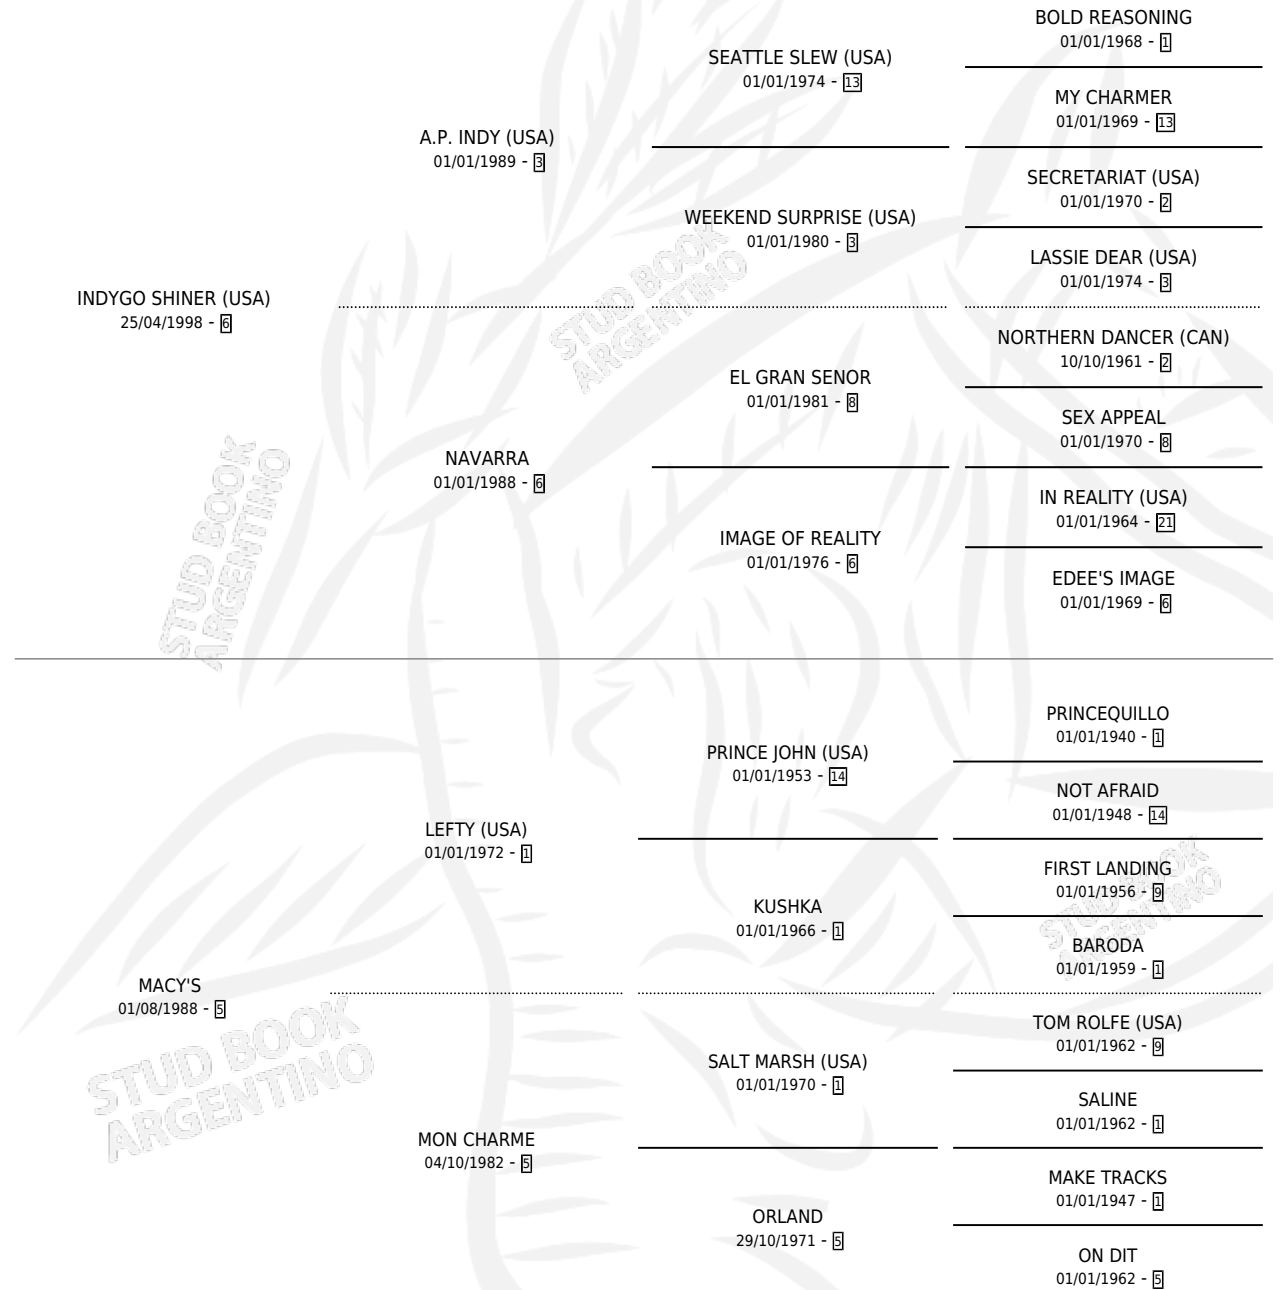 BOLD REASONING
01/01/1968 - 1
SEATTLE SLEW (USA)
01/01/1974 - 13
MY CHARMER
01/01/1969 - 13
A.P. INDY (USA)
01/01/1989 - 3
SECRETARIAT (USA)
01/01/1970 - 2
WEEKEND SURPRISE (USA)
01/01/1980 - 3
LASSIE DEAR (USA)
01/01/1974 - 3
INDYGO SHINER (USA)
25/04/1998 - 6
NORTHERN DANCER (CAN)
10/10/1961 - 2
EL GRAN SENOR
01/01/1981 - 8
SEX APPEAL
01/01/1970 - 8
NAVARRA
01/01/1988 - 6
IN REALITY (USA)
01/01/1964 - 21
IMAGE OF REALITY
01/01/1976 - 6
EDEE'S IMAGE
01/01/1969 - 6
PRINCEQUILLO
01/01/1940 - 1
PRINCE JOHN (USA)
01/01/1953 - 14
NOT AFRAID
01/01/1948 - 14
LEFTY (USA)
01/01/1972 - 1
FIRST LANDING
01/01/1956 - 9
KUSHKA
01/01/1966 - 1
BARODA
01/01/1959 - 1
MACY'S
01/08/1988 - 5
TOM ROLFE (USA)
01/01/1962 - 9
SALT MARSH (USA)
01/01/1970 - 1
SALINE
01/01/1962 - 1
MON CHARME
04/10/1982 - 5
MAKE TRACKS
01/01/1947 - 1
ORLAND
29/10/1971 - 5
ON DIT
01/01/1962 - 5
STUD BOOK
ARGENTINO
STUD BOOK
ARGENTINO
STUD BOOK
ARGENTINO
STUD BOOK
ARGENTINO